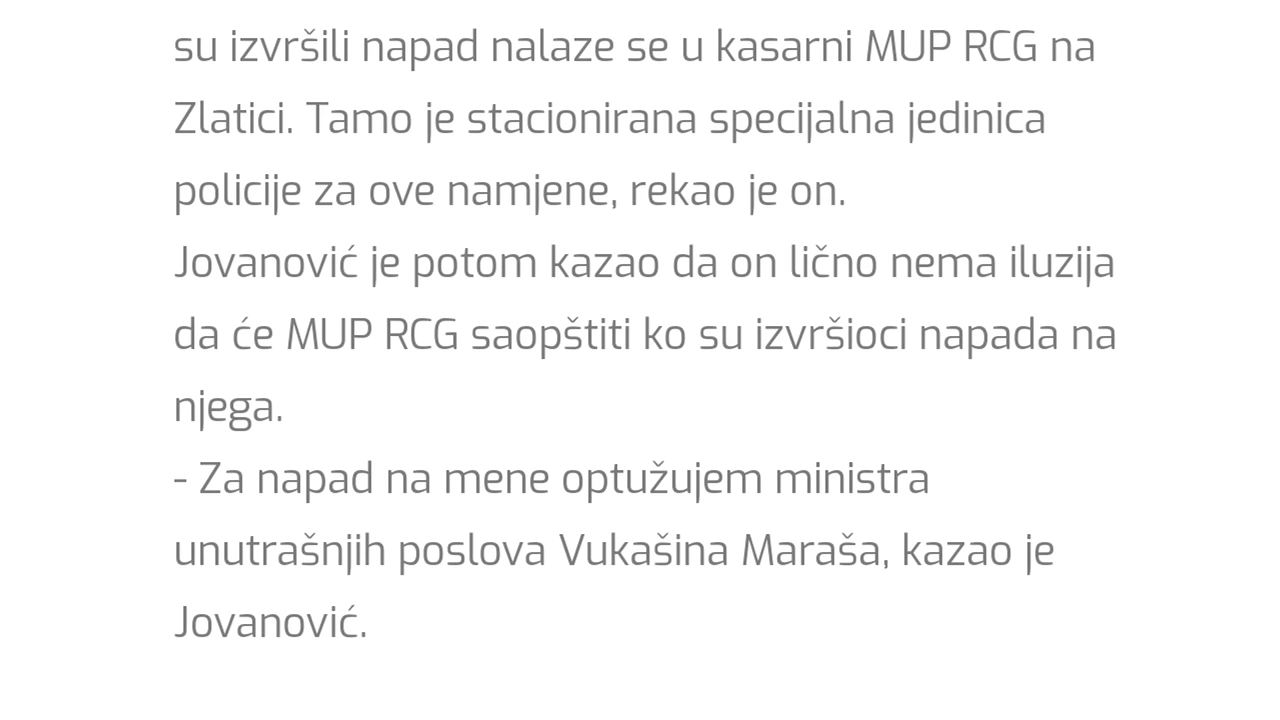 su izvršili napad nalaze se u kasarni MUP RCG na
Zlatici. Tamo je stacionirana specijalna jedinica
policije za ove namjene, rekao je on.
Jovanović je potom kazao da on lično nema iluzija
da će MUP RCG saopštiti ko su izvršioci napada na
njega.
- Za napad na mene optužujem ministra
unutrašnjih poslova Vukašina Maraša, kazao je
Jovanović.